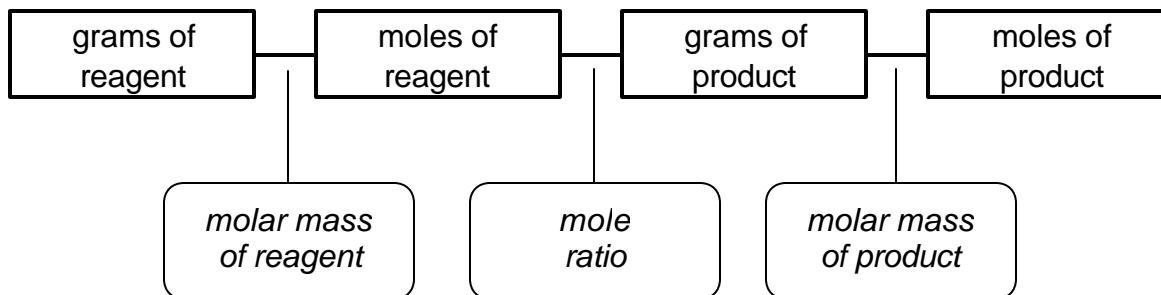 grams of
reagent
moles of
reagent
grams of
product
moles of
product
molar mass
of reagent
mole
ratio
molar mass
of product